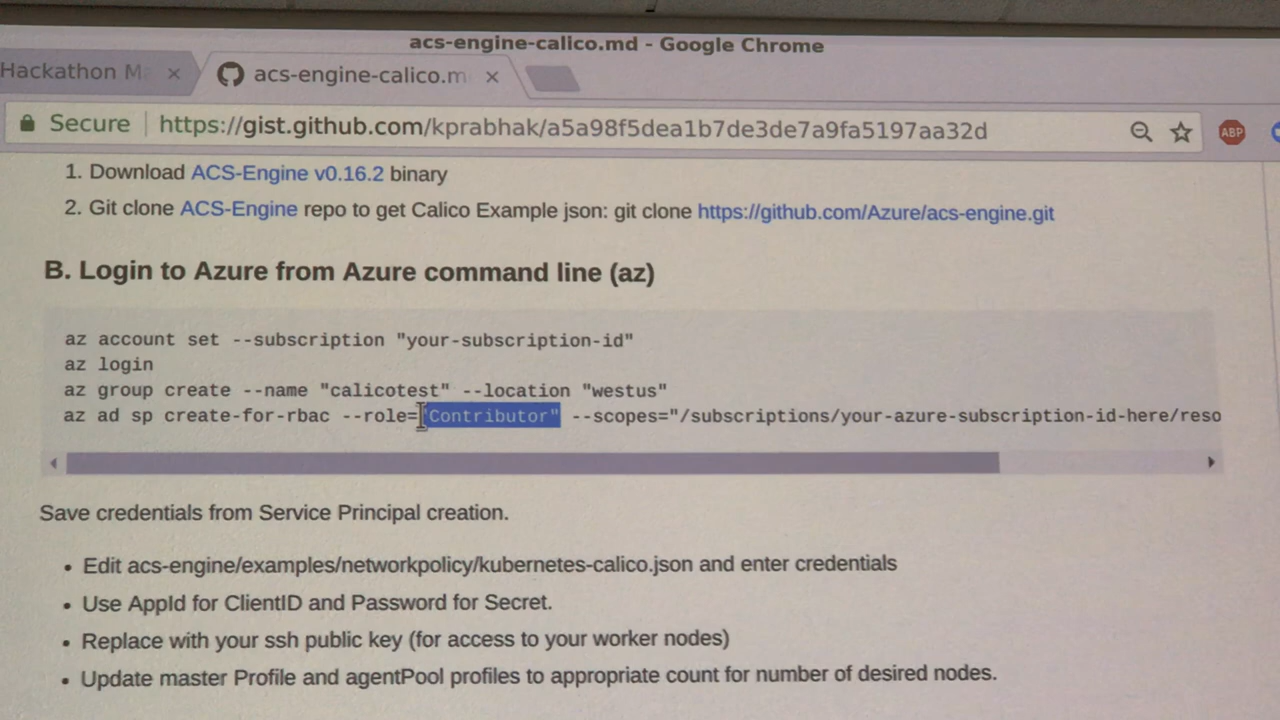 acs-engine-calico.md - Google Chrome
Hackathon Ma acs-engine-calico.m
Secure https://gist.github.com/kprabhak/a5a98f5dea1b7de3de7a9fa5197aa32d ABP
1. Download ACS-Engine v0.16.2 binary
2. Git clone ACS-Engine repo to get Calico Example json: git clone https://github.com/Azure/acs-engine.git
B. Login to Azure from Azure command line (az)
az account set --subscription "your-subscription-id"
az login
az group create --name "calicotest" --location "westus"
az ad sp create-for-rbac --role="Contributor" --scopes="/subscriptions/your-azure-subscription-id-here/reso
Save credentials from Service Principal creation.
• Edit acs-engine/examples/networkpolicy/kubernetes-calico.json and enter credentials
• Use AppId for ClientID and Password for Secret.
• Replace with your ssh public key (for access to your worker nodes)
• Update master Profile and agentPool profiles to appropriate count for number of desired nodes.